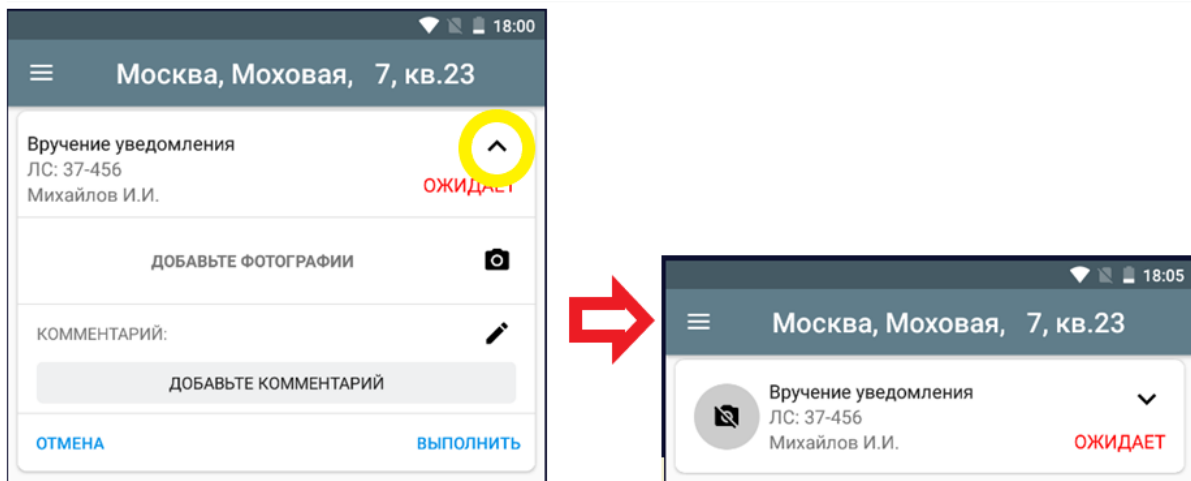 18:00
Москва, Моховая, 7, кв.23
Вручение уведомления
ЛС: 37-456
Михайлов И.И.
ОЖИДАЕТ
ДОБАВЬТЕ ФОТОГРАФИИ
КОММЕНТАРИЙ:
ДОБАВЬТЕ КОММЕНТАРИЙ
ОТМЕНА ВЫПОЛНИТЬ
18:05
Москва, Моховая, 7, кв.23
Вручение уведомления
ЛС: 37-456
Михайлов И.И.
ОЖИДАЕТ